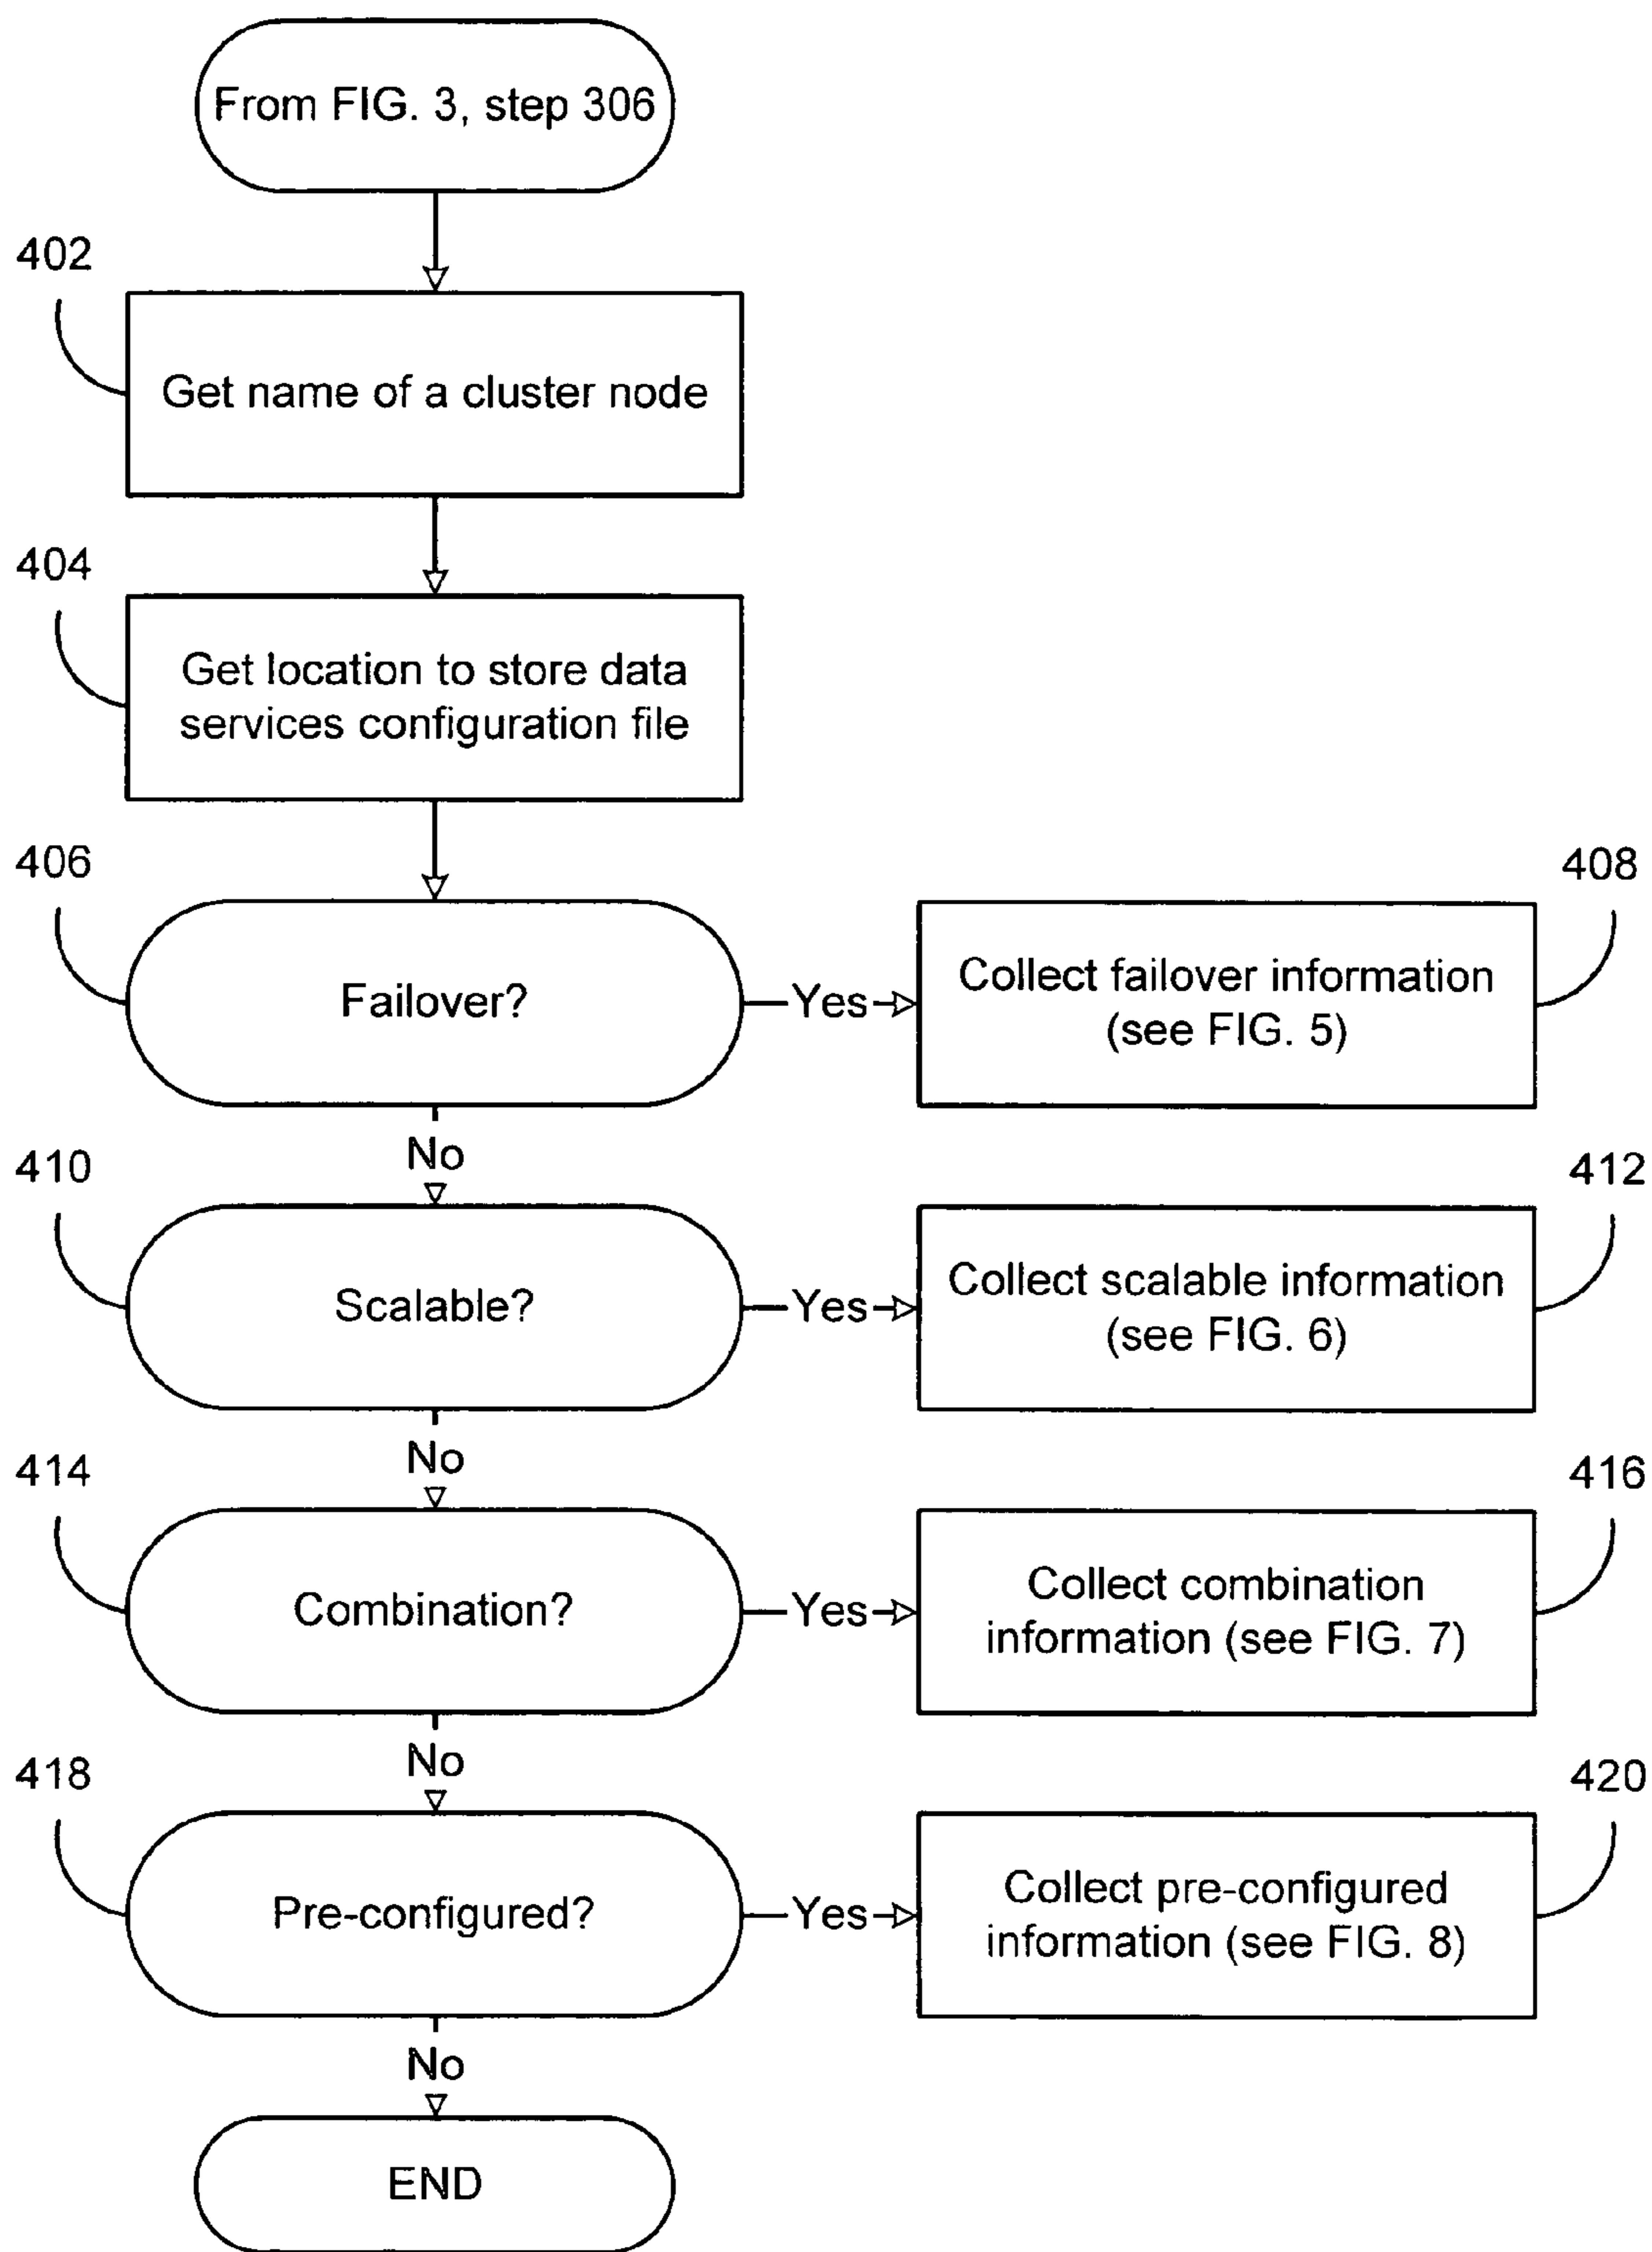 From FIG. 3, step 306
402
Get name of a cluster node
404
Get location to store data
services configuration file
406
Failover?
Yes
408
Collect failover information
(see FIG. 5)
No
410
Scalable?
Yes
412
Collect scalable information
(see FIG. 6)
No
414
Combination?
Yes
416
Collect combination
information (see FIG. 7)
No
418
Pre-configured?
Yes
420
Collect pre-configured
information (see FIG. 8)
No
END